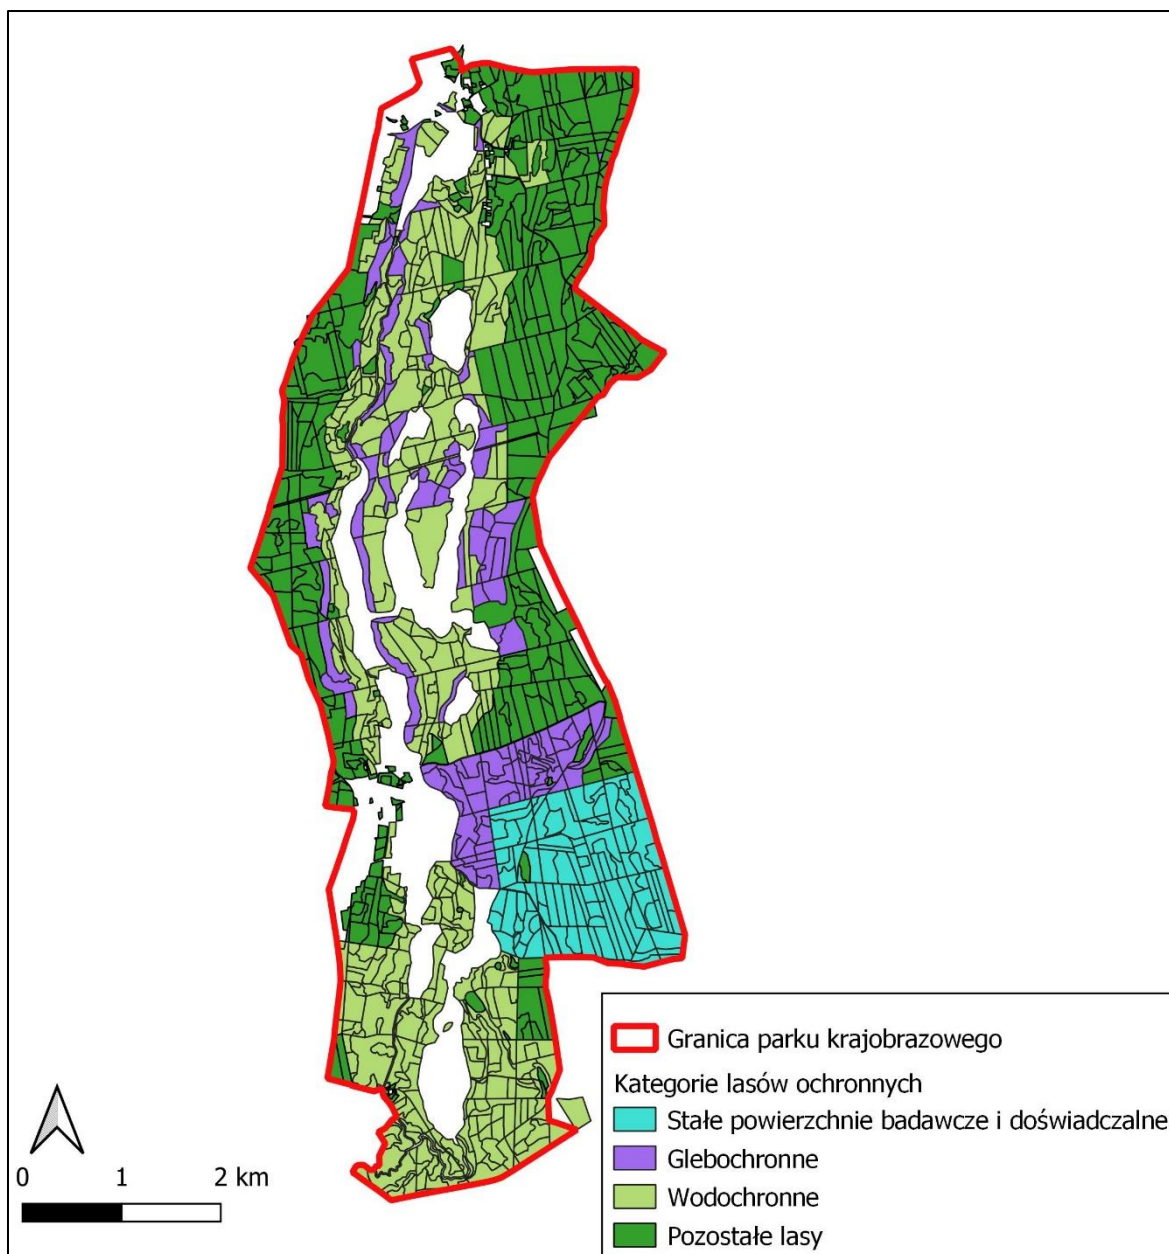 Granica parku krajobrazowego
Kategorie lasów ochronnych
Stałe powierzchnie badawcze i doświadczalne
Glebochronne
Wodochronne
Pozostałe lasy
0 1 2 km